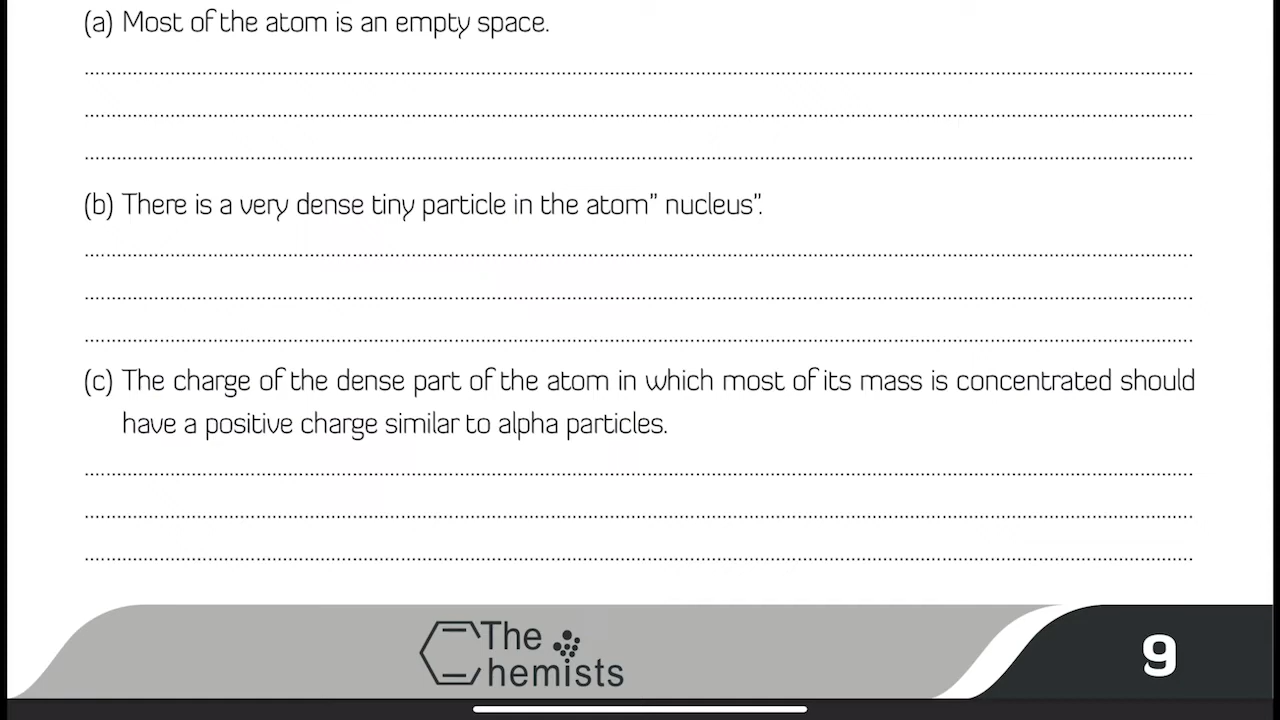 (a) Most of the atom is an empty space.
(b) There is a very dense tiny particle in the atom” nucleus”.
(c) The charge of the dense part of the atom in which most of its mass is concentrated should
have a positive charge similar to alpha particles.
The
hemists
9